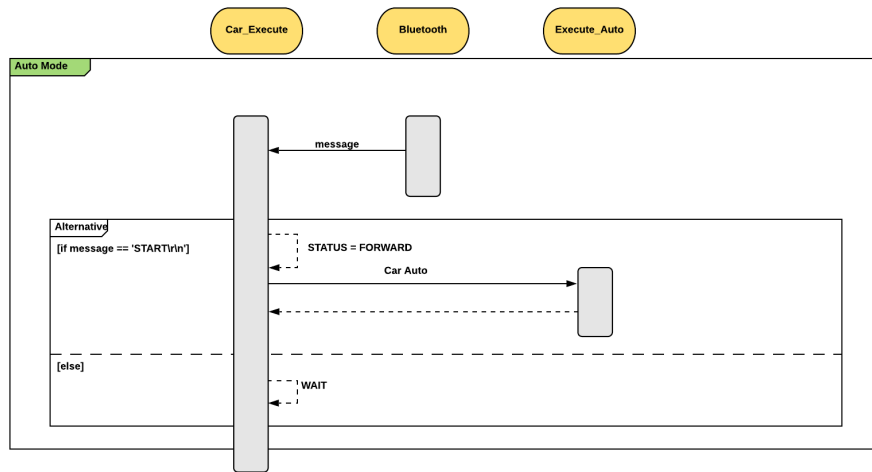 Car_Execute
Bluetooth
Execute_Auto
Auto Mode
message
Alternative
[if message == 'START\r\n']
STATUS = FORWARD
Car Auto
[else]
WAIT